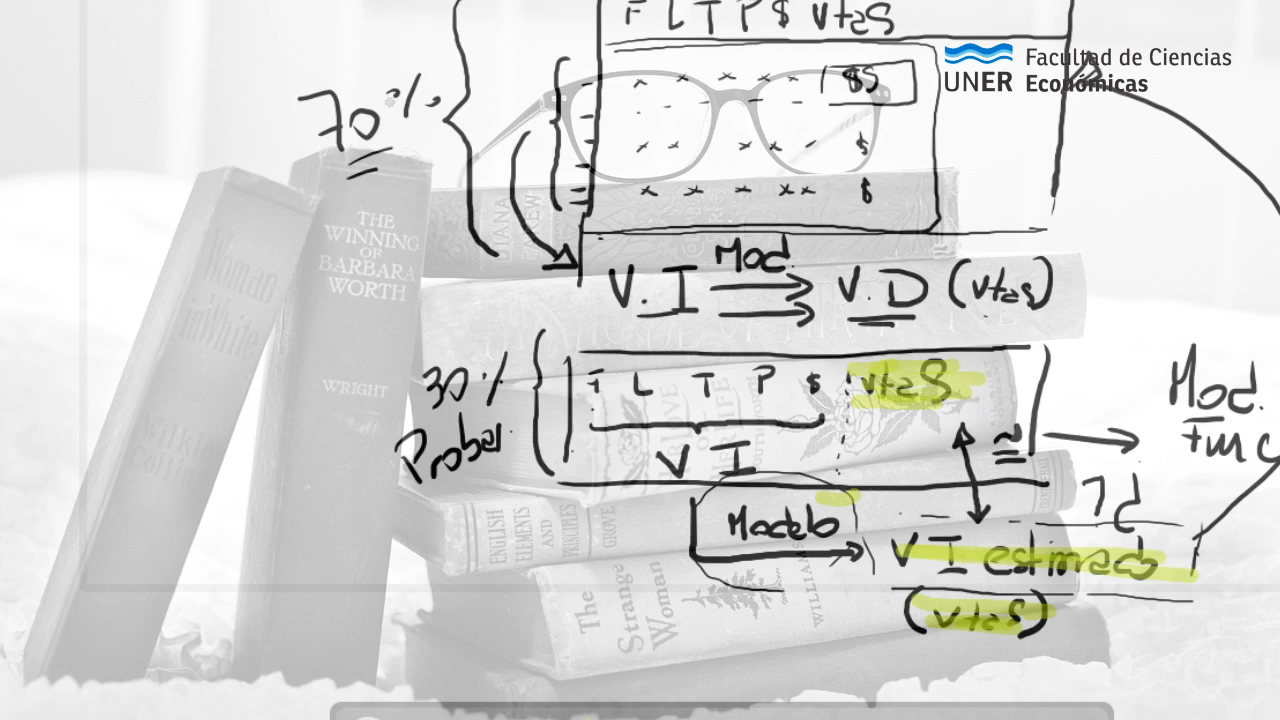 F L T P $ vtas
UNER
Facultad de Ciencias
Económicas
70%
$5
x x x x
x x x x $
x x x x x $
Mod.
V.I V.D (vtas)
30%
Probar
F L T P $ vtas
V I
≅
Mod.
Modelo
V I estimado
(vtas)
THE
WINNING
OF
BARBARA
WORTH
WRIGHT
ENGLISH
ELEMENTS
AND
PRINCIPLES
GROVE
The
Strange
Woman
WILLIAMS